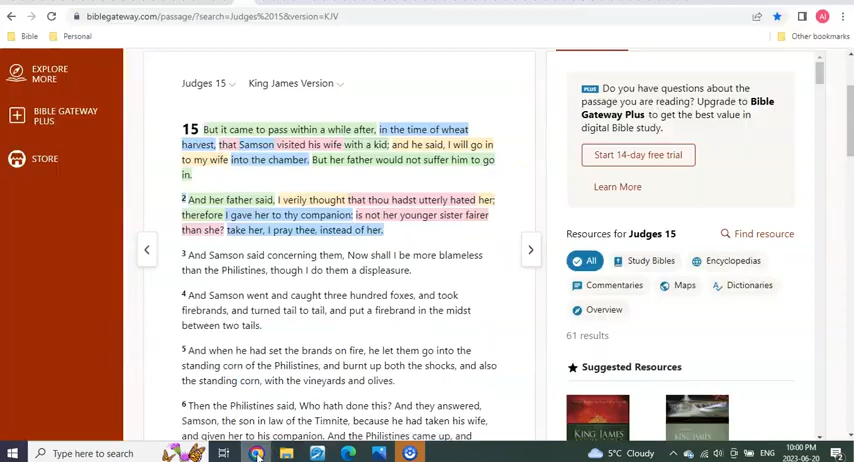 biblegateway.com/passage/?search=Judges%2015&version=KJV
AI
Bible
Personal
Other bookmarks
EXPLORE
MORE
BIBLE GATEWAY
PLUS
STORE
Judges 15
King James Version
15 But it came to pass within a while after, in the time of wheat
harvest, that Samson visited his wife with a kid; and he said, I will go in
to my wife into the chamber. But her father would not suffer him to go
in.
2 And her father said, I verily thought that thou hadst utterly hated her;
therefore I gave her to thy companion: is not her younger sister fairer
than she? take her, I pray thee, instead of her.
3 And Samson said concerning them, Now shall I be more blameless
than the Philistines, though I do them a displeasure.
4 And Samson went and caught three hundred foxes, and took
firebrands, and turned tail to tail, and put a firebrand in the midst
between two tails.
5 And when he had set the brands on fire, he let them go into the
standing corn of the Philistines, and burnt up both the shocks, and also
the standing corn, with the vineyards and olives.
6 Then the Philistines said, Who hath done this? And they answered,
Samson, the son in law of the Timnite, because he had taken his wife,
and given her to his companion. And the Philistines came up, and
PLUS Do you have questions about the
passage you are reading? Upgrade to Bible
Gateway Plus to get the best value in
digital Bible study.
Start 14-day free trial
Learn More
Resources for Judges 15
Find resource
All
Study Bibles
Encyclopedias
Commentaries
Maps
Dictionaries
Overview
61 results
Suggested Resources
KING JAMES
KING JAMES
Type here to search
5°C Cloudy
ENG
10:00 PM
2023-06-20
2